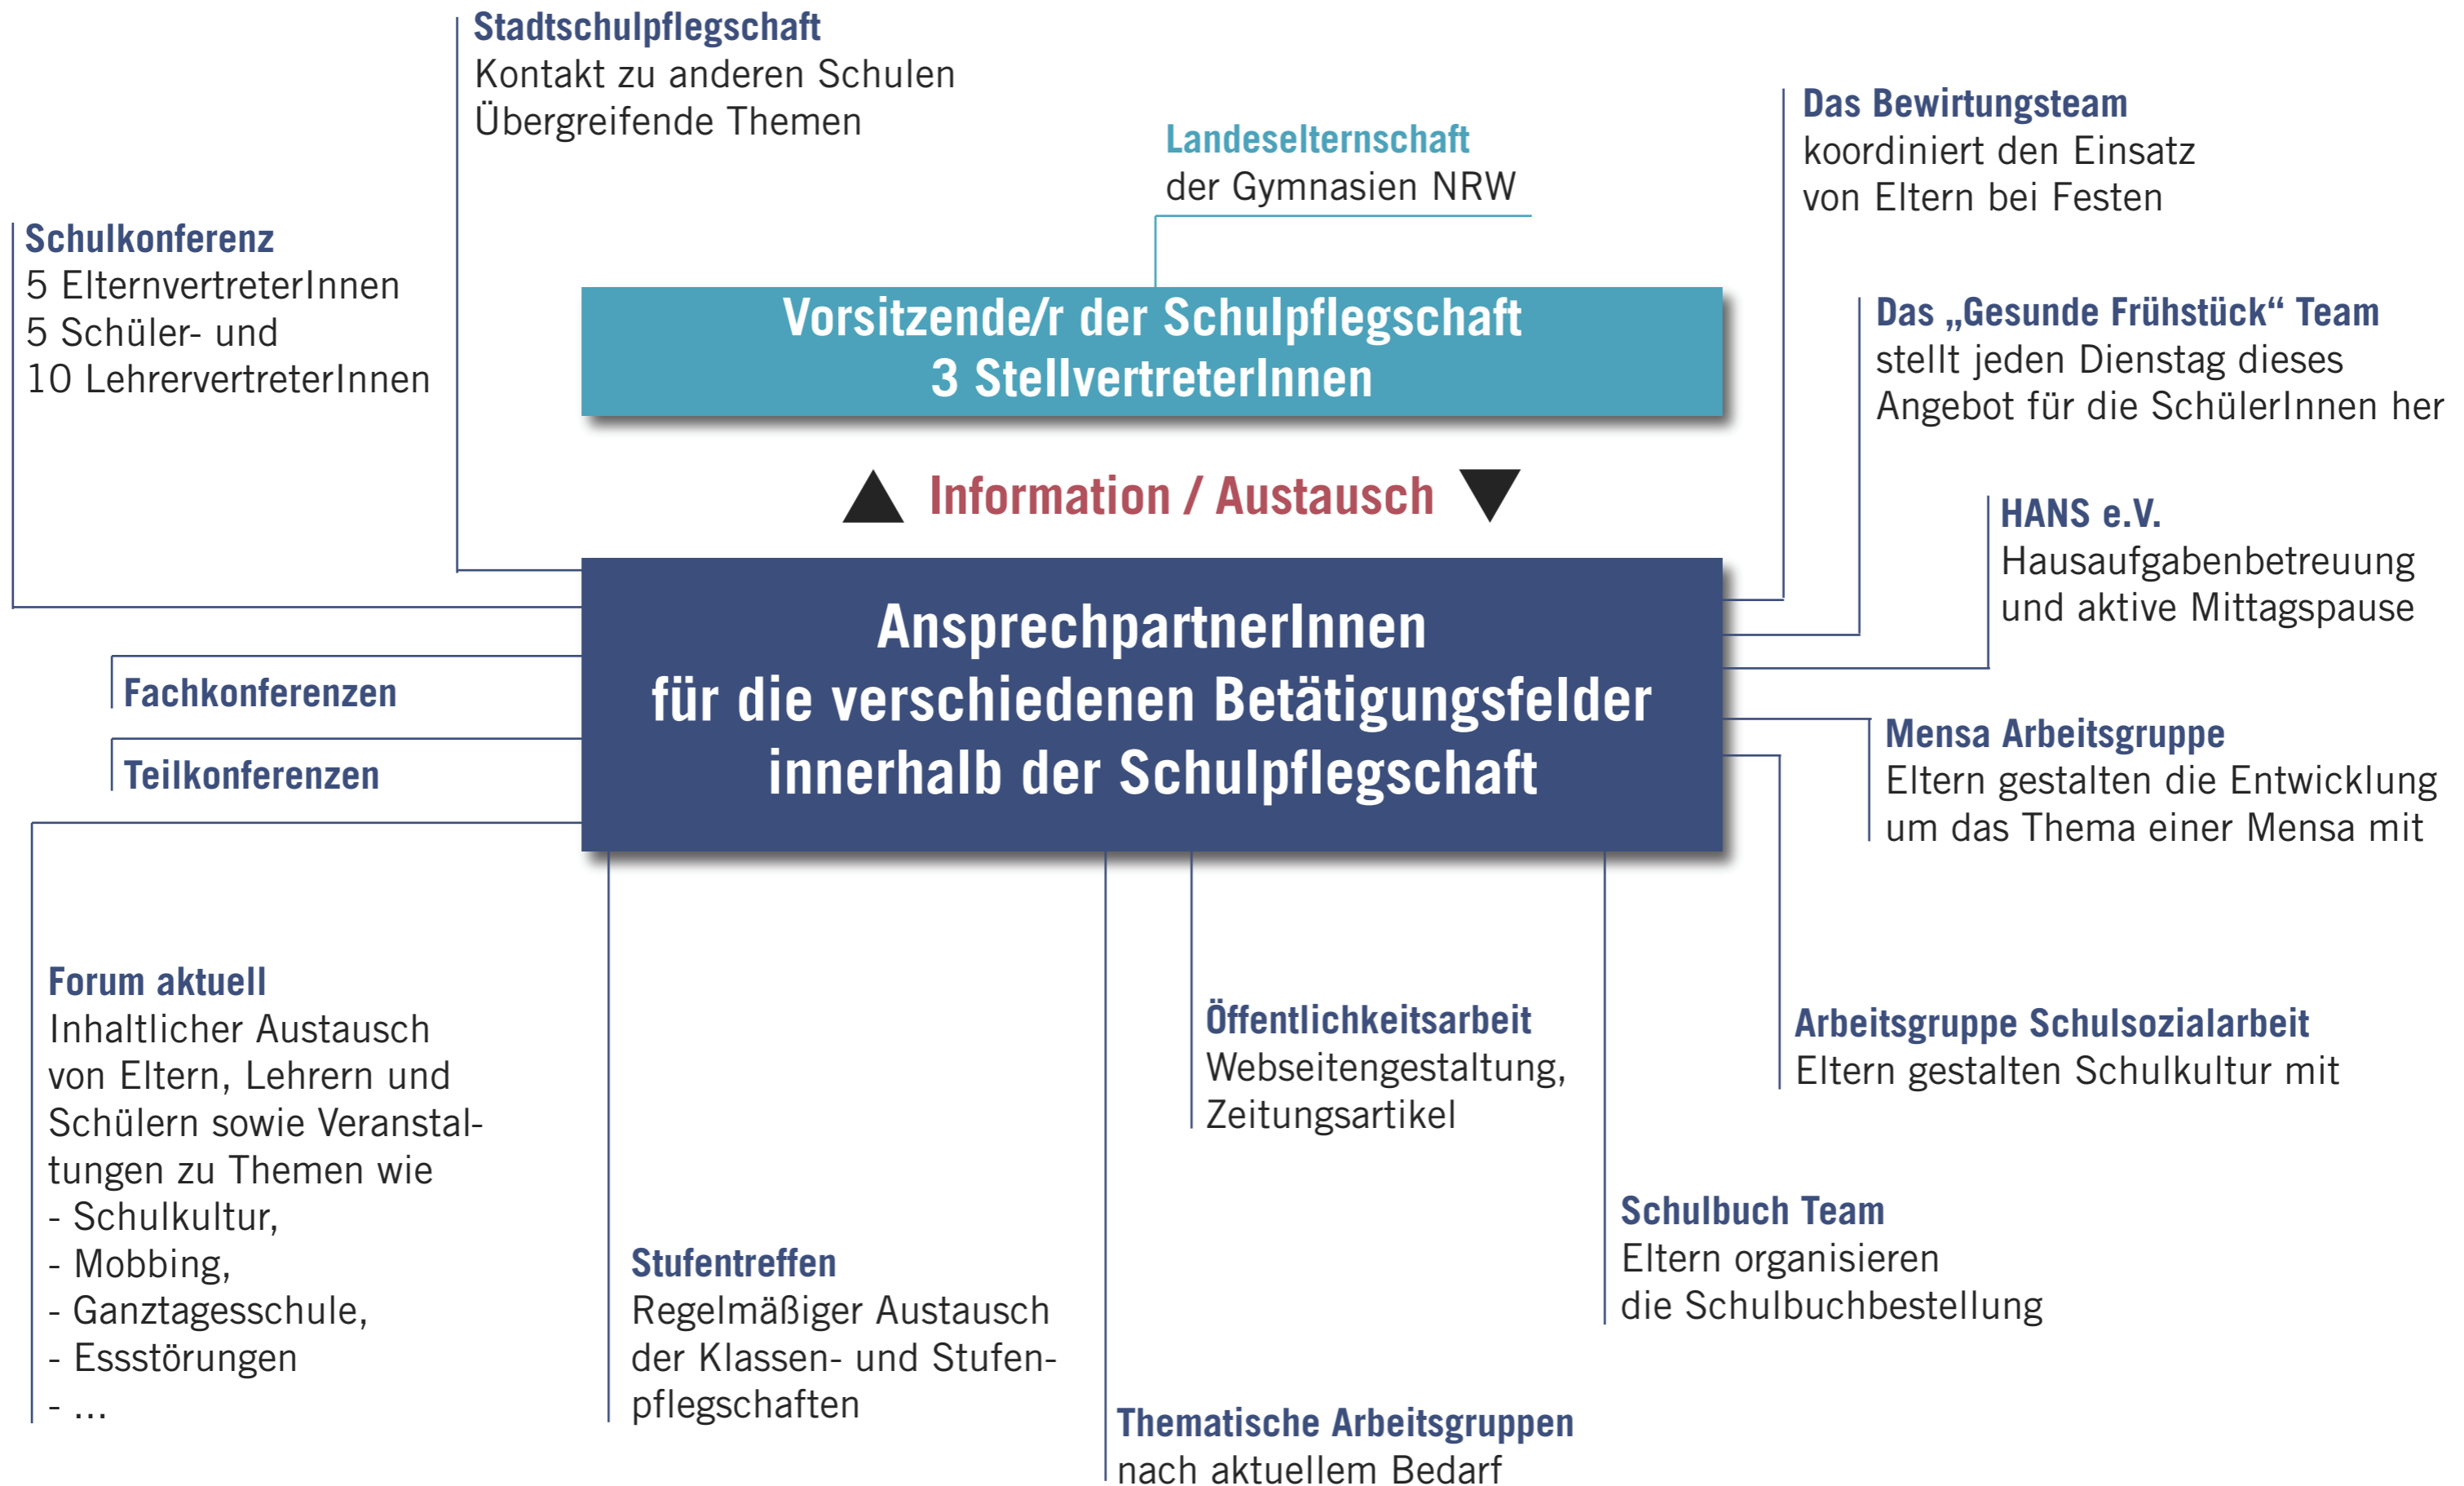 Stadtschulpflegschaft
Kontakt zu anderen Schulen
Übergreifende Themen
Landeselternschaft
der Gymnasien NRW
Das Bewirtungsteam
koordiniert den Einsatz
von Eltern bei Festen
Schulkonferenz
5 ElternvertreterInnen
5 Schüler- und
10 LehrervertreterInnen
Vorsitzende/r der Schulpflegschaft
3 StellvertreterInnen
Das „Gesunde Frühstück“ Team
stellt jeden Dienstag dieses
Angebot für die SchülerInnen her
Information / Austausch
HANS e.V.
Hausaufgabenbetreuung
und aktive Mittagspause
AnsprechpartnerInnen
für die verschiedenen Betätigungsfelder
innerhalb der Schulpflegschaft
Fachkonferenzen
Teilkonferenzen
Mensa Arbeitsgruppe
Eltern gestalten die Entwicklung
um das Thema einer Mensa mit
Forum aktuell
Inhaltlicher Austausch
von Eltern, Lehrern und
Schülern sowie Veranstal-
tungen zu Themen wie
- Schulkultur,
- Mobbing,
- Ganztagesschule,
- Essstörungen
- ...
Stufentreffen
Regelmäßiger Austausch
der Klassen- und Stufen-
pflegschaften
Thematische Arbeitsgruppen
nach aktuellem Bedarf
Öffentlichkeitsarbeit
Webseitengestaltung,
Zeitungsartikel
Schulbuch Team
Eltern organisieren
die Schulbuchbestellung
Arbeitsgruppe Schulsozialarbeit
Eltern gestalten Schulkultur mit